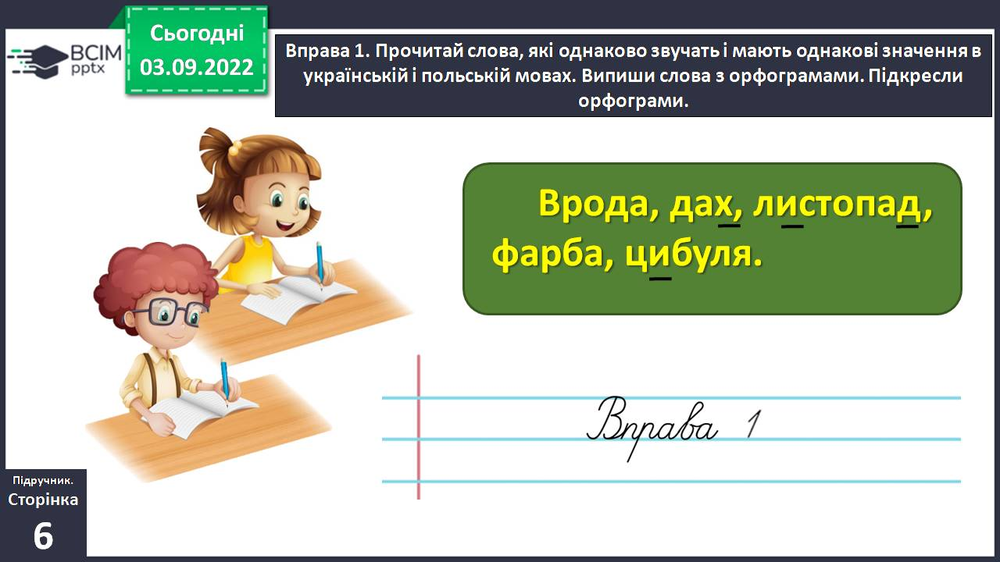 Сьогодні
03.09.2022
ВСІМ
pptx
Вправа 1. Прочитай слова, які однаково звучать і мають однакові значення в
українській і польській мовах. Випиши слова з орфограмами. Підкресли
орфограми.
Врода, дах, листопад,
фарба, цибуля.
Вправа 1
Підручник.
Сторінка
6